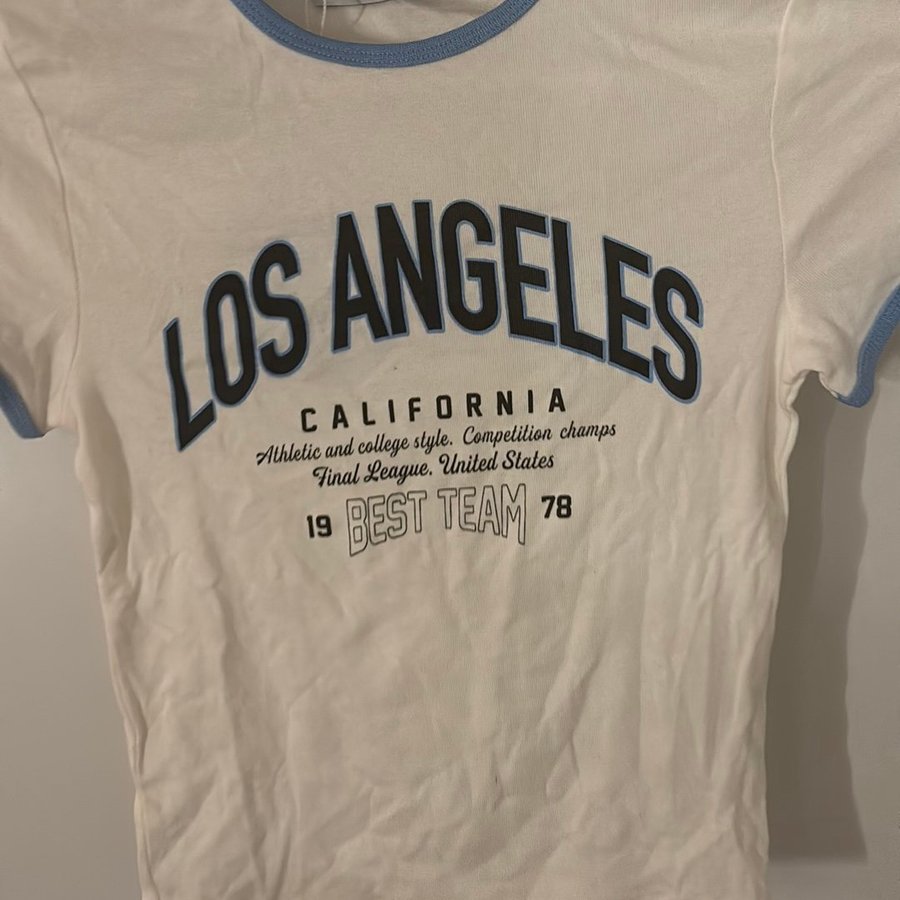 LOS ANGELES
CALIFORNIA
Athletic and college style. Competition champs
Final League. United States
19 BEST TEAM 78